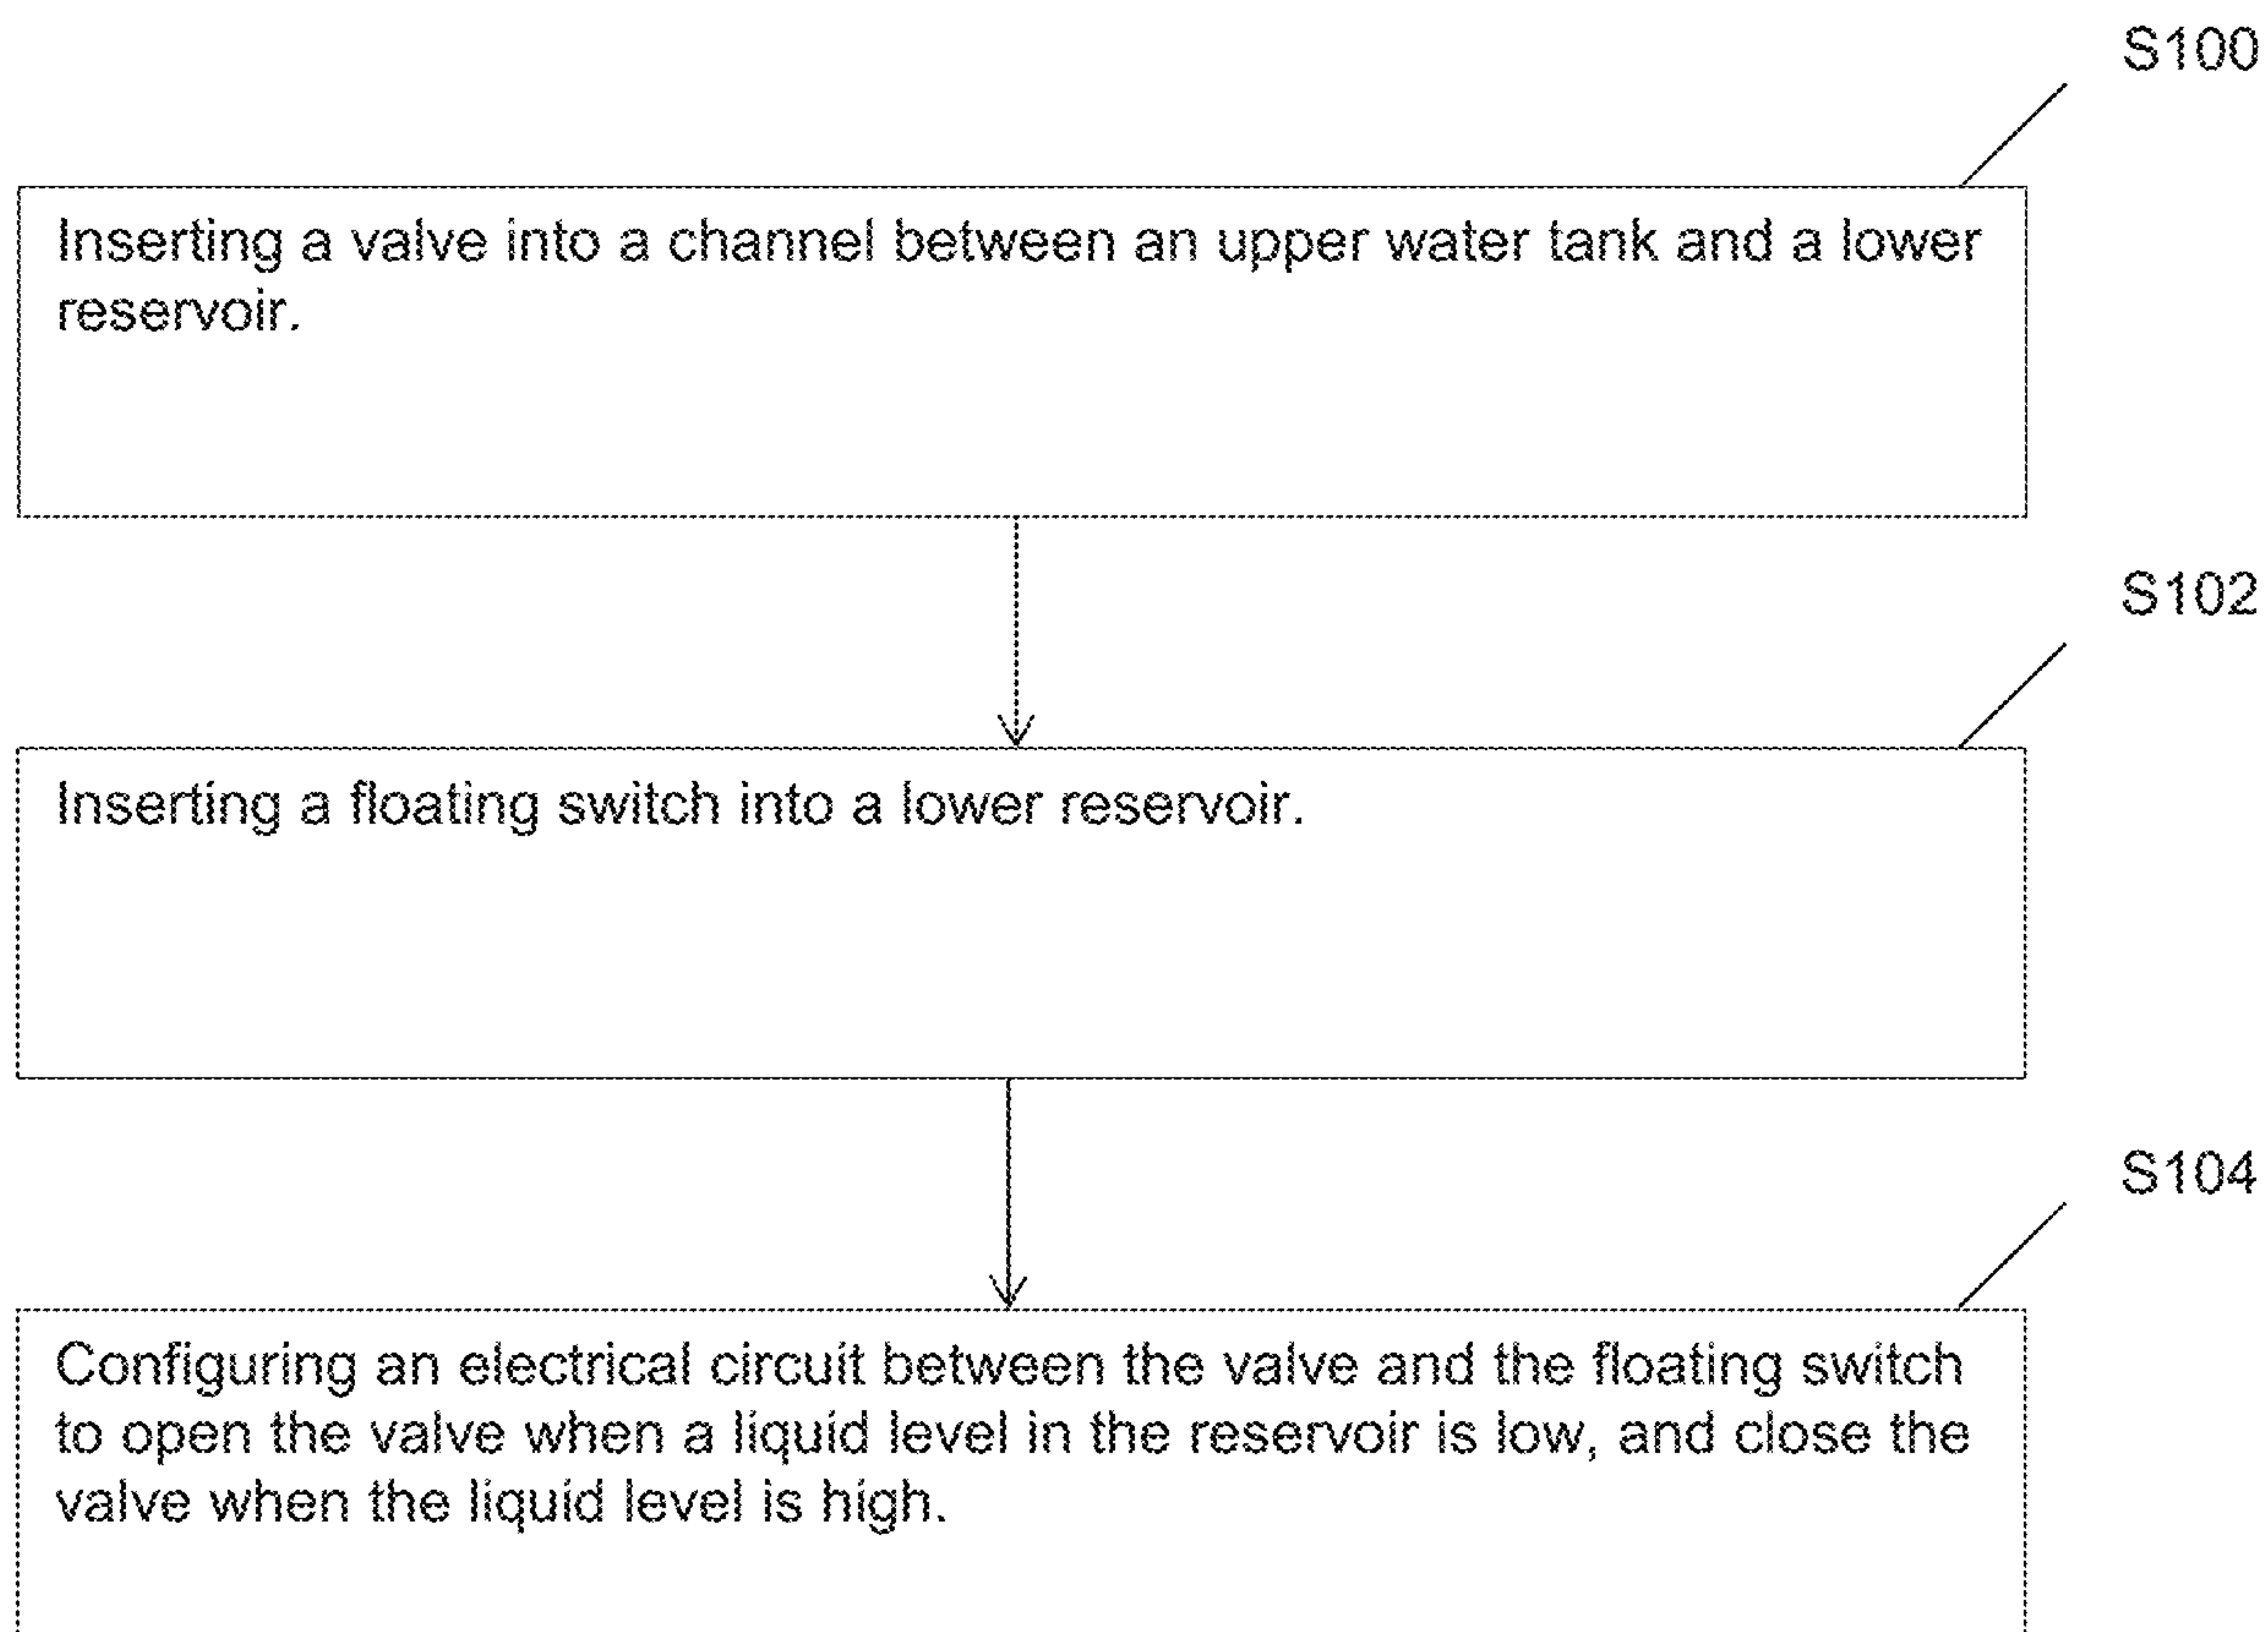 S100
Inserting a valve into a channel between an upper water tank and a lower
reservoir.
S102
Inserting a floating switch into a lower reservoir.
S104
Configuring an electrical circuit between the valve and the floating switch
to open the valve when a liquid level in the reservoir is low, and close the
valve when the liquid level is high.